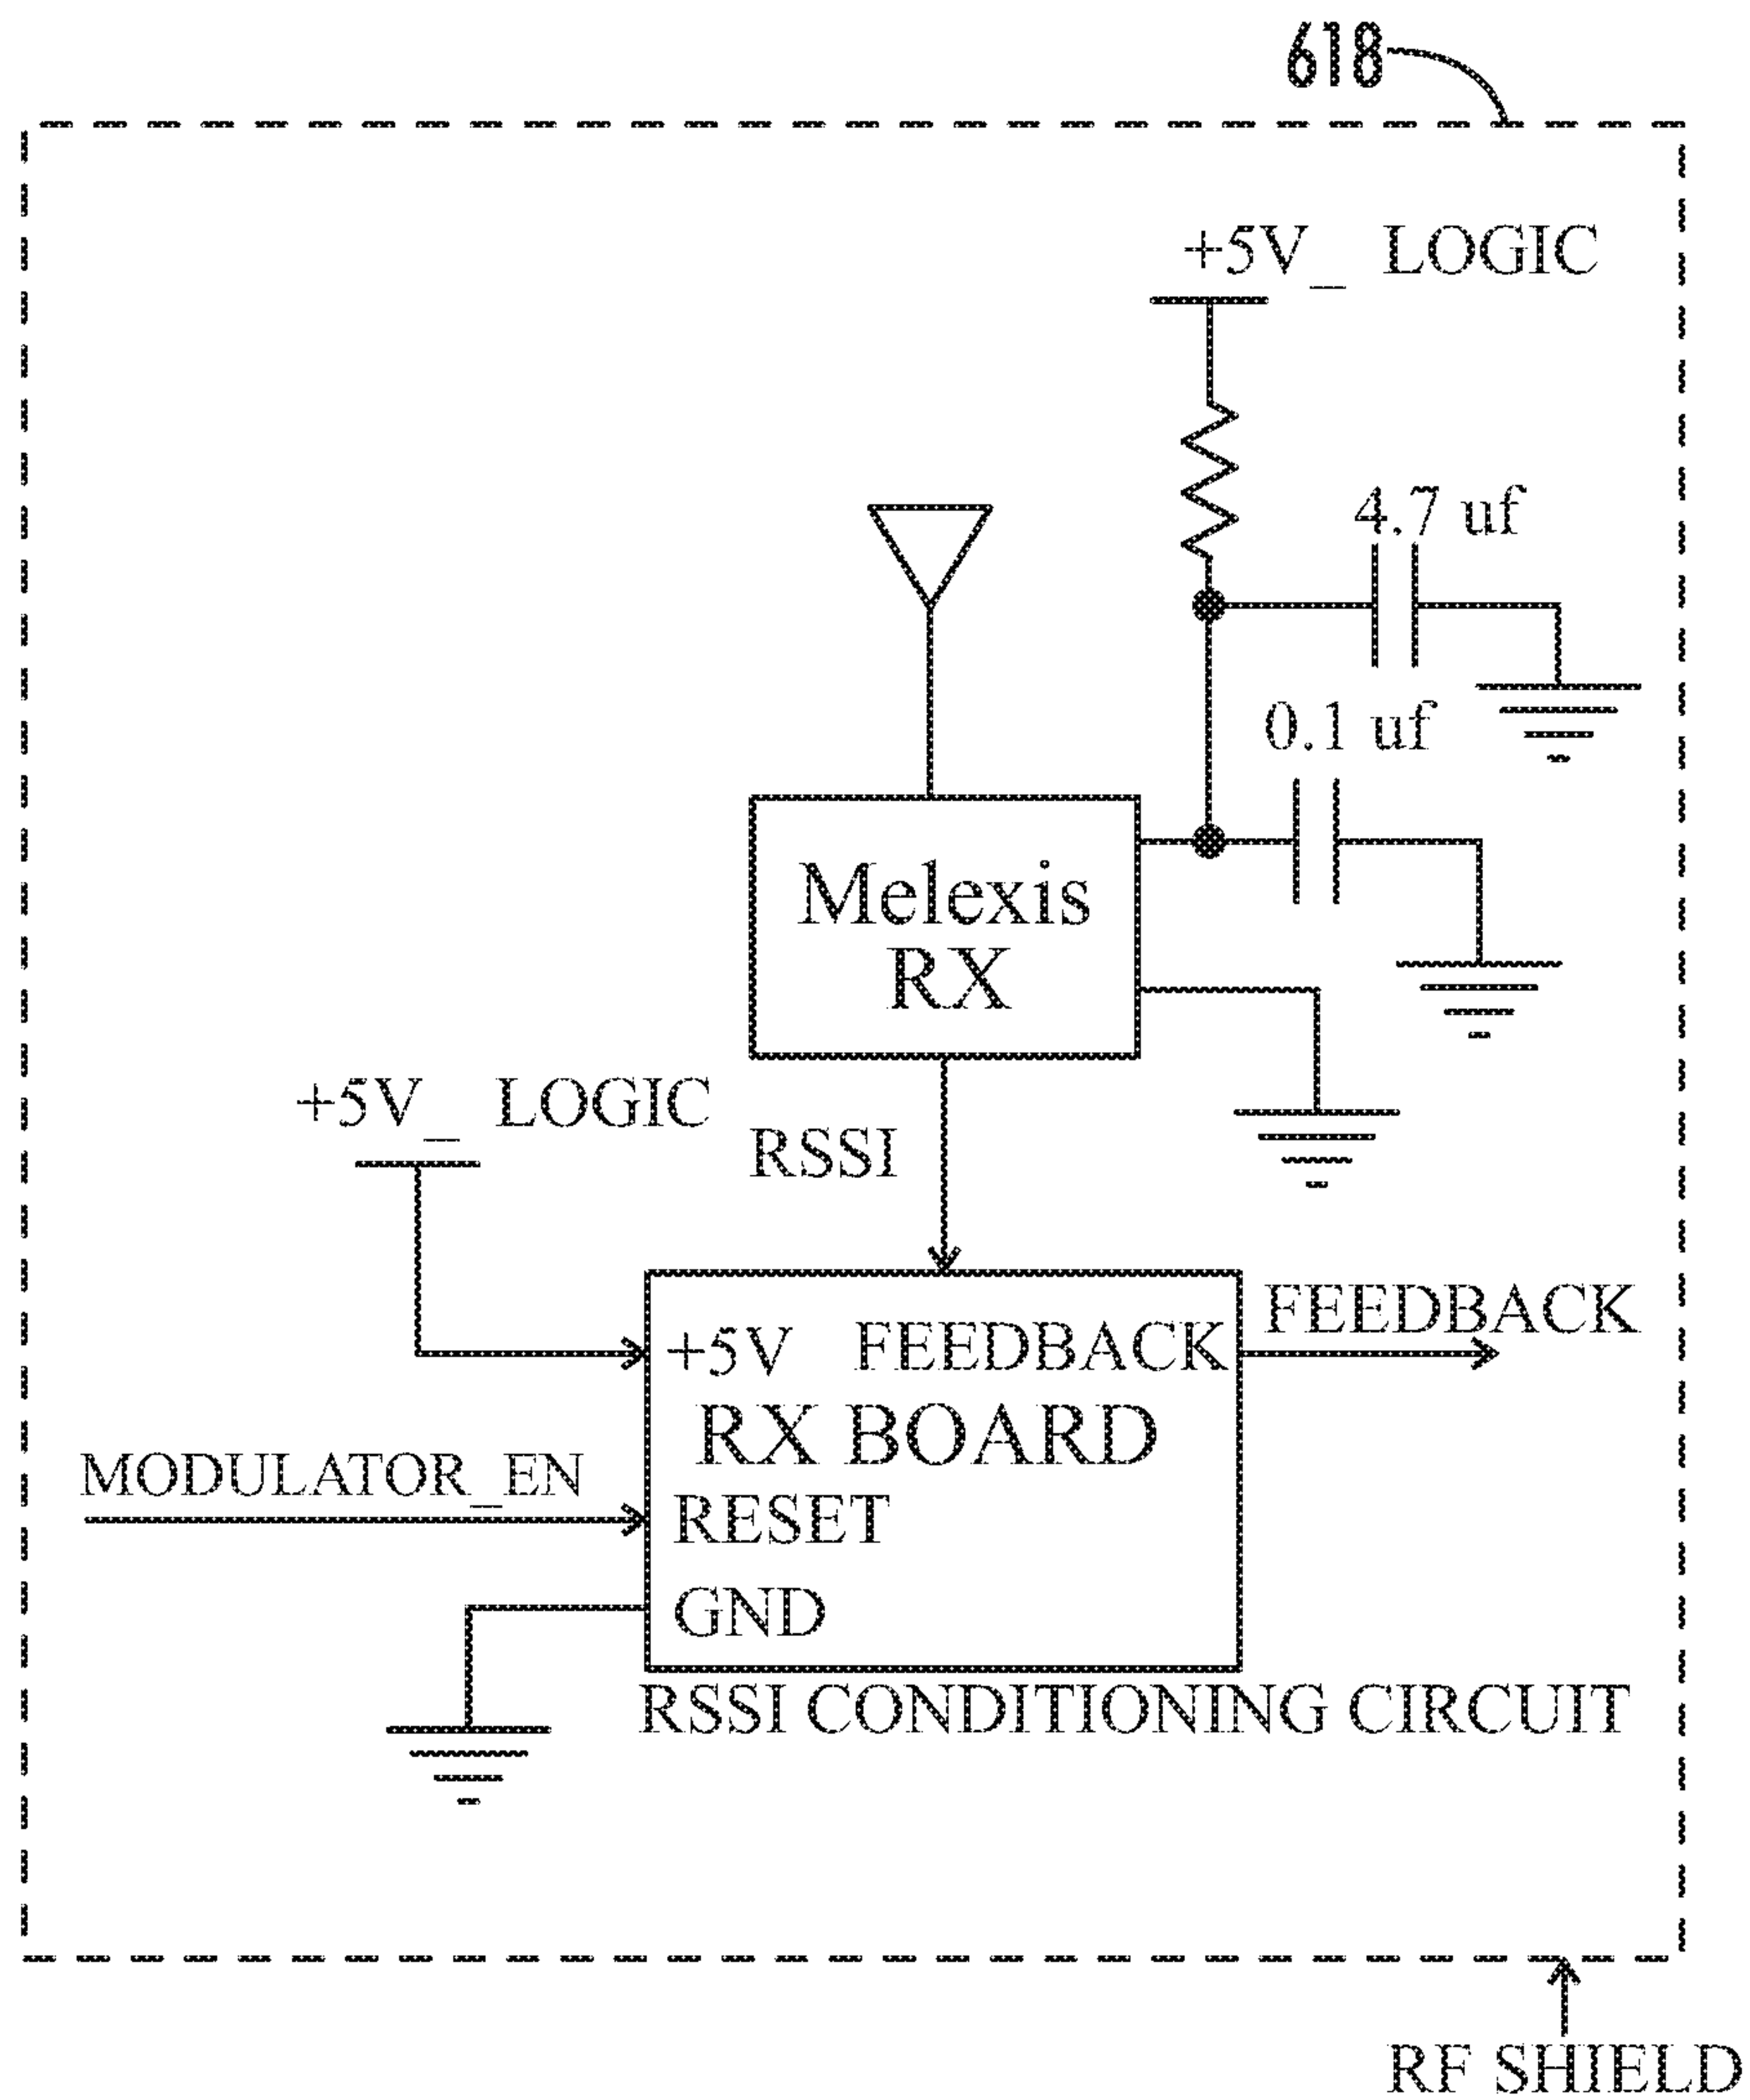 618
+5V_ LOGIC
4.7 uf
0.1 uf
Melexis
RX
+5V_ LOGIC
RSSI
FEEDBACK
+5V FEEDBACK
RX BOARD
MODULATOR_EN
RESET
GND
RSSI CONDITIONING CIRCUIT
RF SHIELD